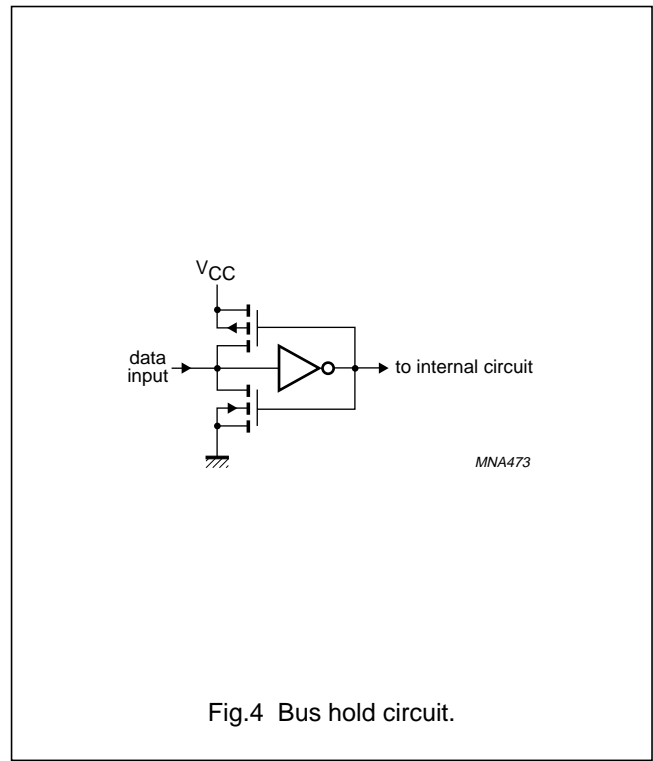 VCC
data
input
to internal circuit
MNA473
Fig.4 Bus hold circuit.